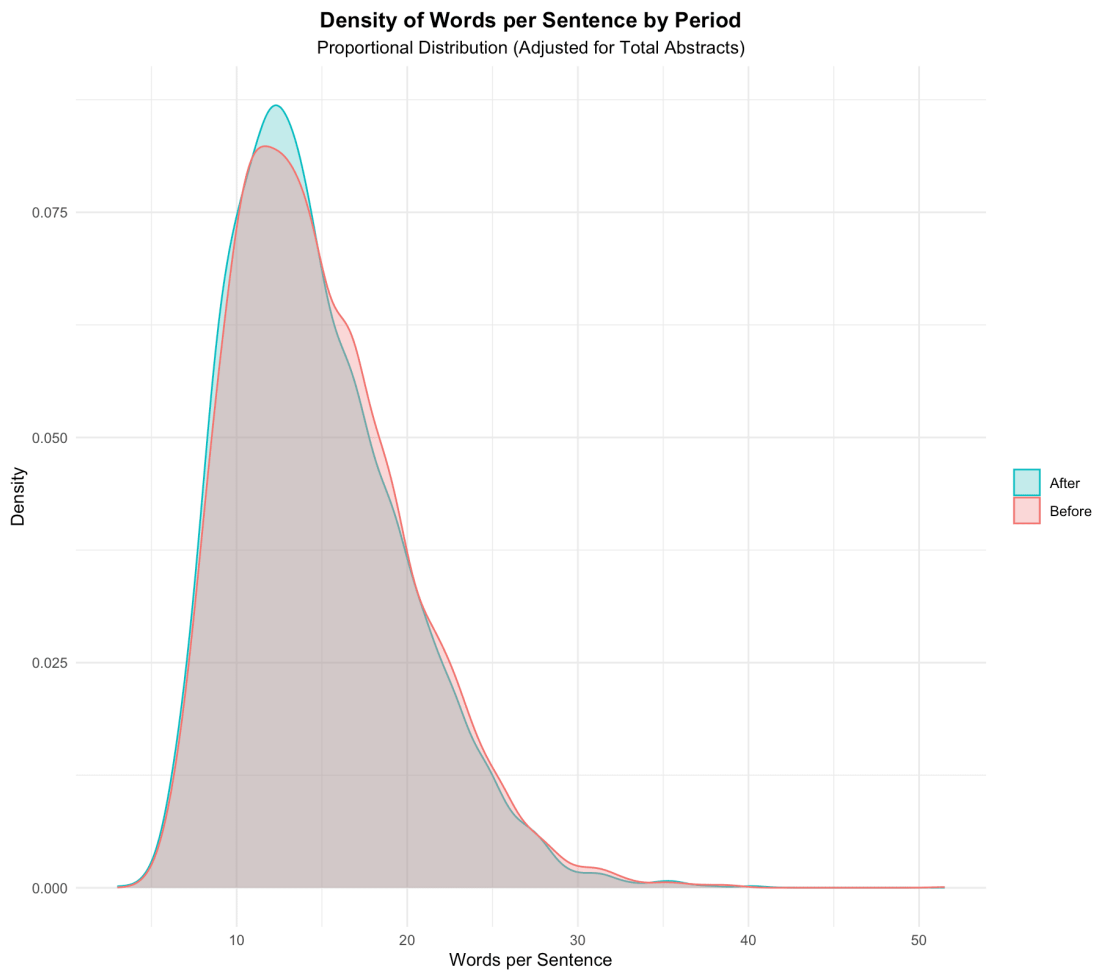 Density of Words per Sentence by Period
Proportional Distribution (Adjusted for Total Abstracts)
Density
0.075
0.050
0.025
0.000
10 20 30 40 50
Words per Sentence
After
Before